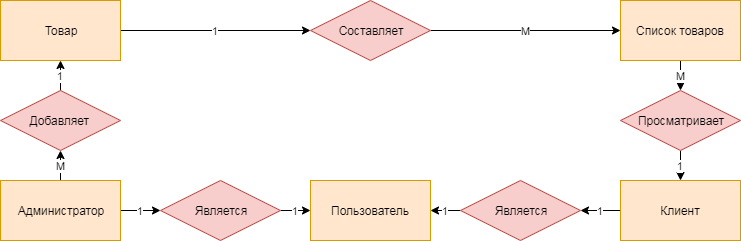 Товар
1
Составляет
М
Список товаров
1
М
Добавляет
Просматривает
М
1
Администратор
1
Является
1
Пользователь
1
Является
1
Клиент